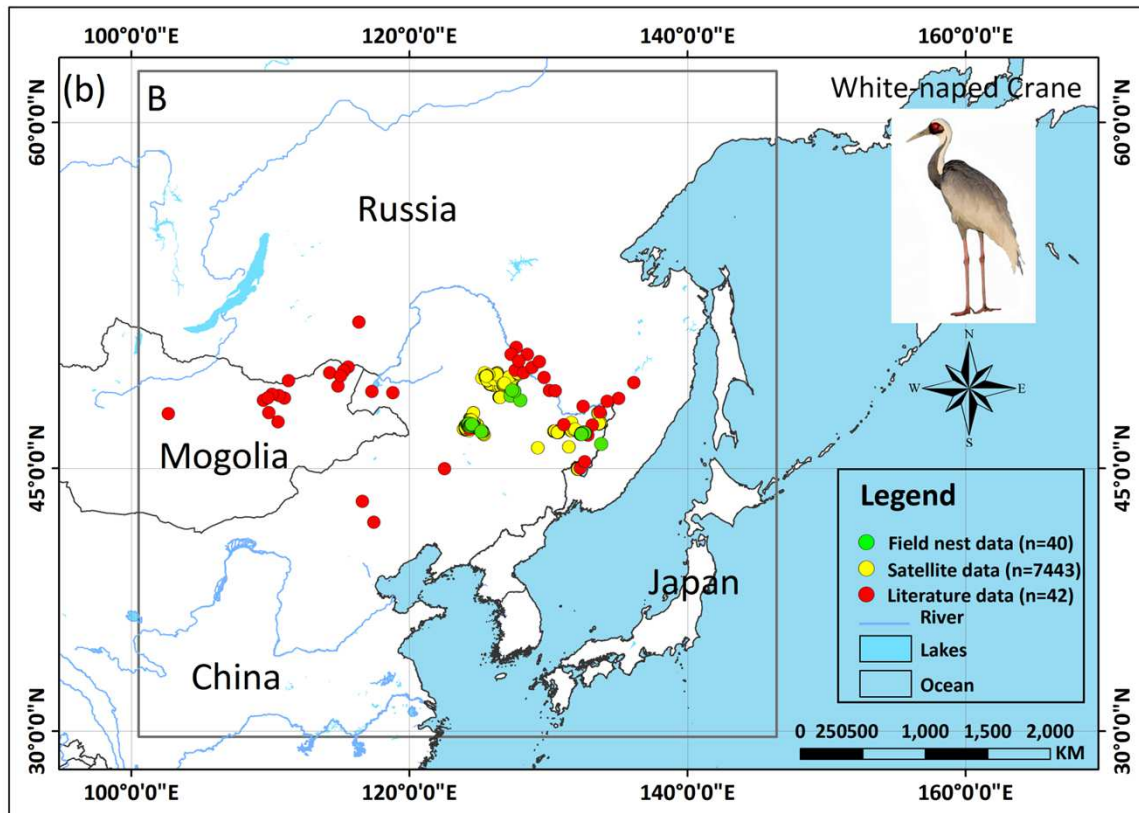 100°0'0"E 120°0'0"E 140°0'0"E 160°0'0"E
(b) B
White-naped Crane
60°0'0"N 60°0'0"N
Russia
N
W E
S
45°0'0"N 45°0'0"N
Mogolia
Legend
Field nest data (n=40)
Satellite data (n=7443)
Literature data (n=42)
River
Lakes
Ocean
Japan
China
0 250500 1,000 1,500 2,000
KM
30°0'0"N 30°0'0"N
100°0'0"E 120°0'0"E 140°0'0"E 160°0'0"E